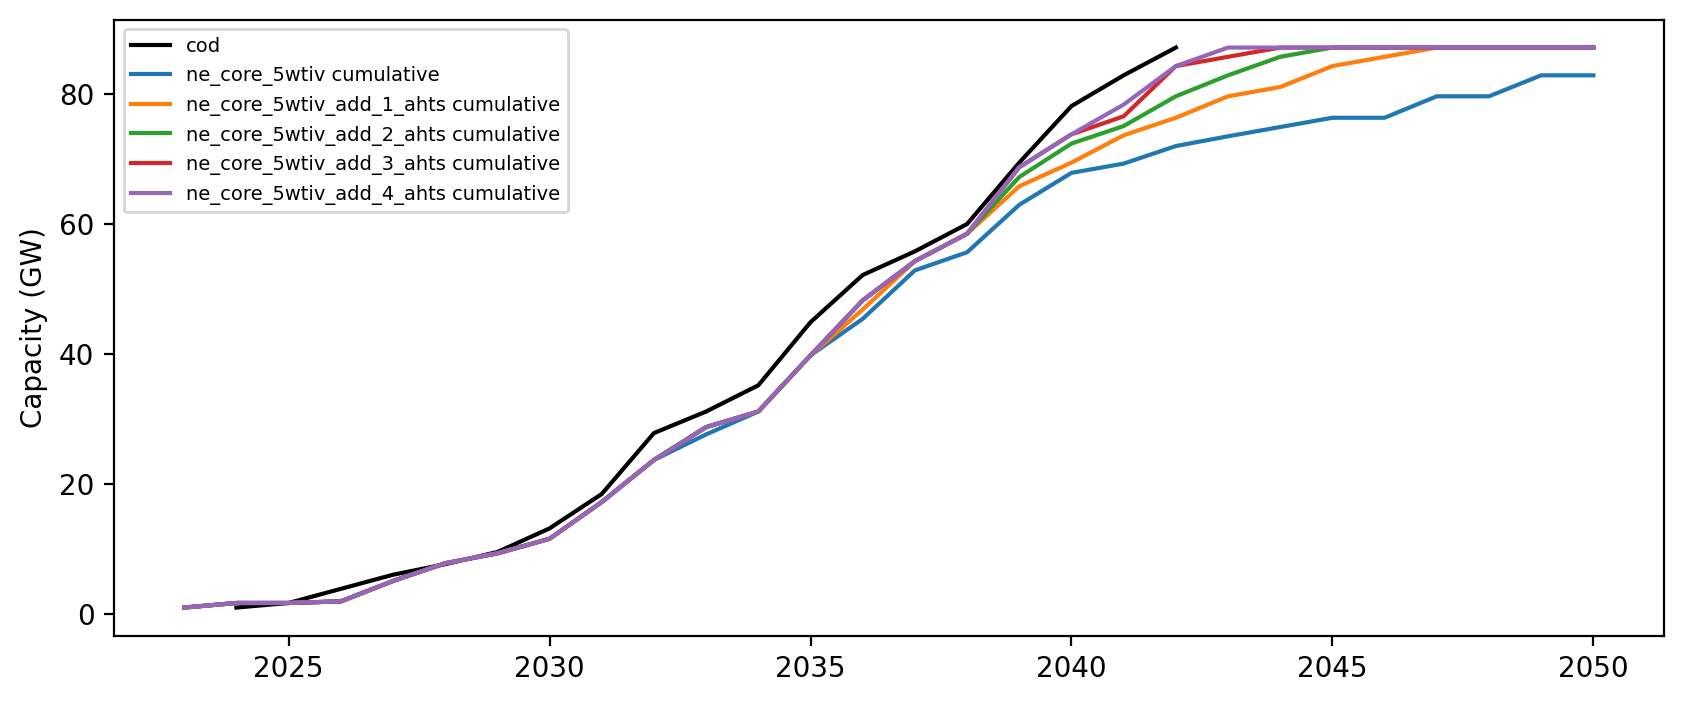 cod
ne_core_5wtiv cumulative
ne_core_5wtiv_add_1_ahts cumulative
ne_core_5wtiv_add_2_ahts cumulative
ne_core_5wtiv_add_3_ahts cumulative
ne_core_5wtiv_add_4_ahts cumulative
Capacity (GW)
80
60
40
20
0
2025 2030 2035 2040 2045 2050